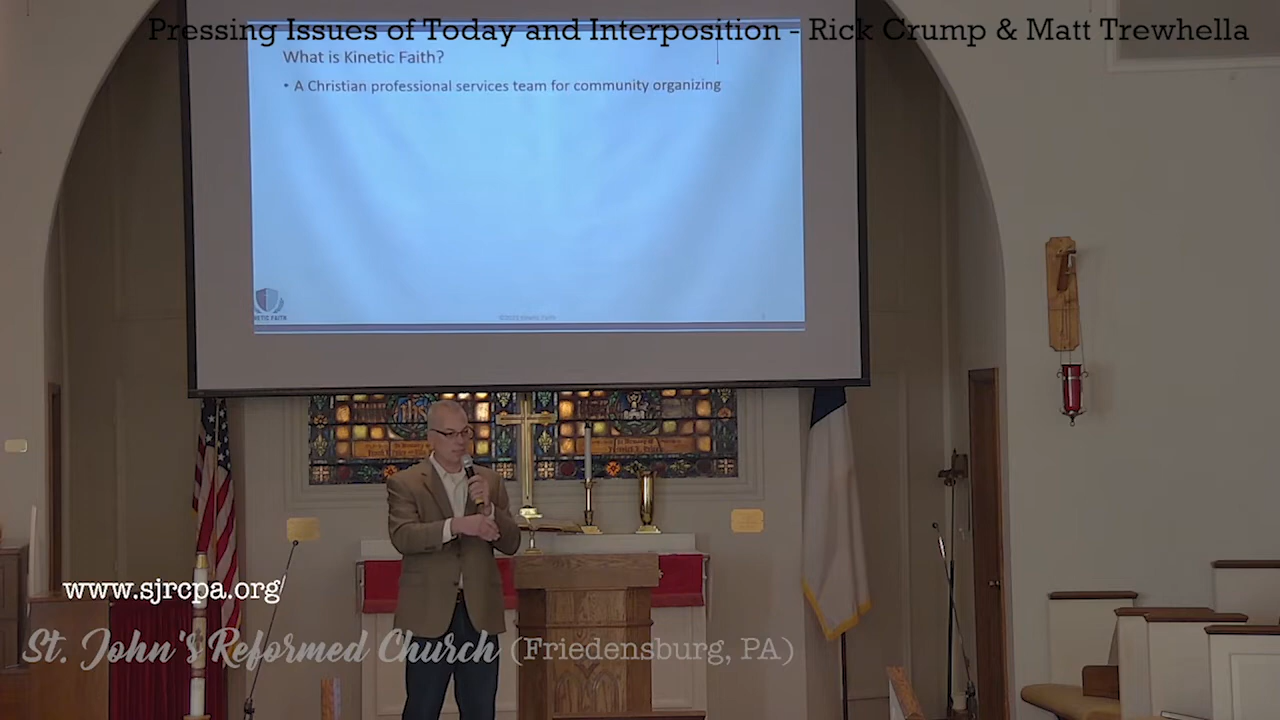 Pressing Issues of Today and Interposition - Rick Crump & Matt Trewhella
What is Kinetic Faith?
• A Christian professional services team for community organizing
www.sjrcpa.org
St. John's Reformed Church (Friedensburg, PA)